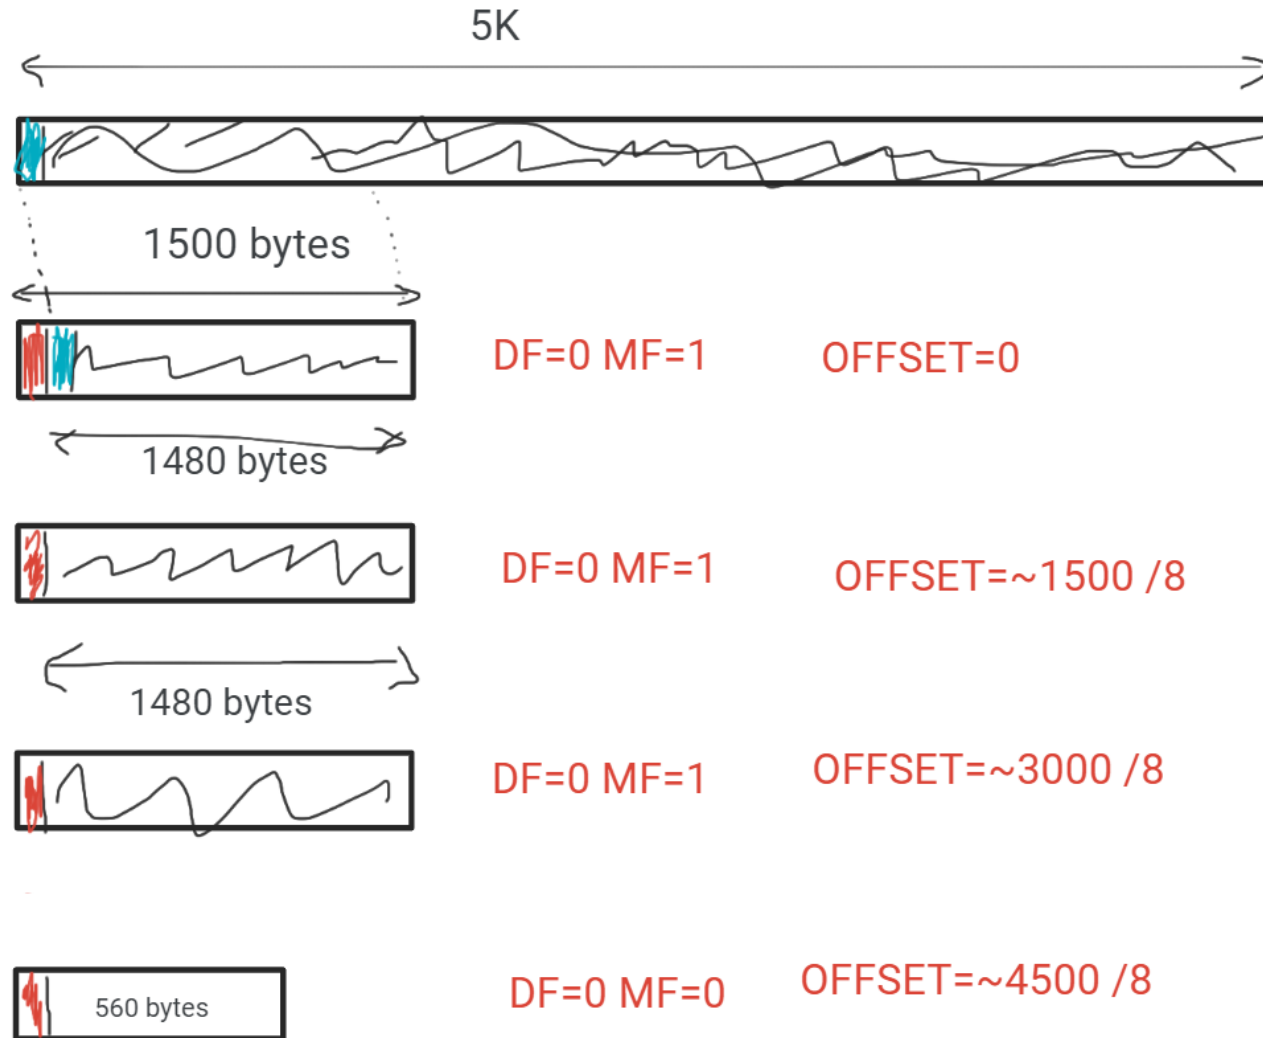 5K
1500 bytes
DF=0 MF=1 OFFSET=0
1480 bytes
DF=0 MF=1 OFFSET=~1500 /8
1480 bytes
DF=0 MF=1 OFFSET=~3000 /8
560 bytes DF=0 MF=0 OFFSET=~4500 /8